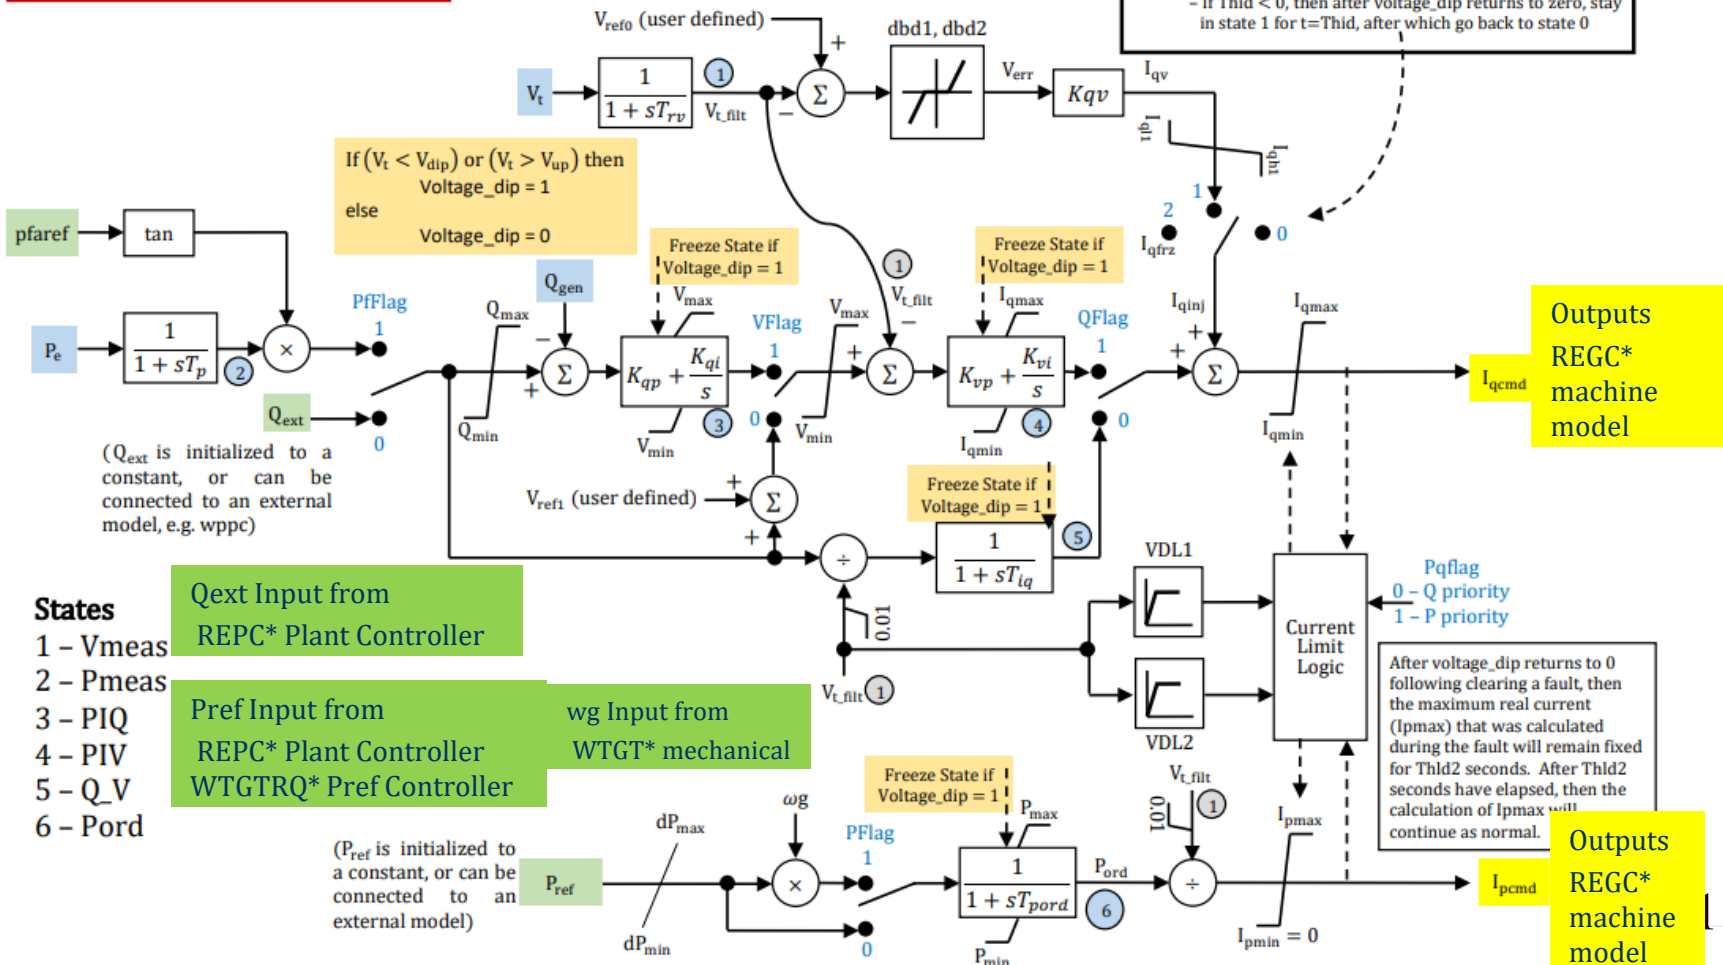 – If Thld < 0, then after voltage_dip returns to zero, stay
in state 1 for t=Thld, after which go back to state 0
Vref0 (user defined)
+
dbd1, dbd2
Vt
1
1 + sTrv
1
Vt_filt
−
Σ
Verr
Kqv
Iqv
Iql1
Iqh1
If (Vt < Vdip) or (Vt > Vup) then
Voltage_dip = 1
else
Voltage_dip = 0
1
2
0
Iqfrz
pfaref
tan
Freeze State if
Voltage_dip = 1
Freeze State if
Voltage_dip = 1
Qgen
1
Vt_filt
PfFlag
1
Qmax
−
Vmax
VFlag
1
Vmax
−
+
Iqmax
QFlag
1
Iqinj
+
+
Iqmax
Pe
1
1 + sTp
2
×
Σ
+
Kqp + Kqi
s
3
Σ
Kvp + Kvi
s
4
Σ
Iqcmd
Outputs
REGC*
machine
model
Qext
0
Qmin
Vmin
0
Vmin
Iqmin
0
Iqmin
(Qext is initialized to a
constant, or can be
connected to an external
model, e.g. wppc)
Vref1 (user defined)
+
Σ
+
Freeze State if
Voltage_dip = 1
÷
1
1 + sTiq
5
0.01
Vt_filt
1
VDL1
VDL2
Current
Limit
Logic
Pqflag
0 – Q priority
1 – P priority
States
1 – Vmeas
2 – Pmeas
3 – PIQ
4 – PIV
5 – Q_V
6 – Pord
Qext Input from
REPC* Plant Controller
Pref Input from
REPC* Plant Controller
WTGTRQ* Pref Controller
wg Input from
WTGT* mechanical
After voltage_dip returns to 0
following clearing a fault, then
the maximum real current
(Ipmax) that was calculated
during the fault will remain fixed
for Thld2 seconds. After Thld2
seconds have elapsed, then the
calculation of Ipmax will
continue as normal.
(Pref is initialized to
a constant, or can be
connected to an
external model)
Pref
dPmax
dPmin
ωg
×
PFlag
1
0
Freeze State if
Voltage_dip = 1
Pmax
1
1 + sTpord
Pmin
Pord
6
Vt_filt
0.01
1
÷
Ipmax
Ipmin = 0
Ipcmd
Outputs
REGC*
machine
model